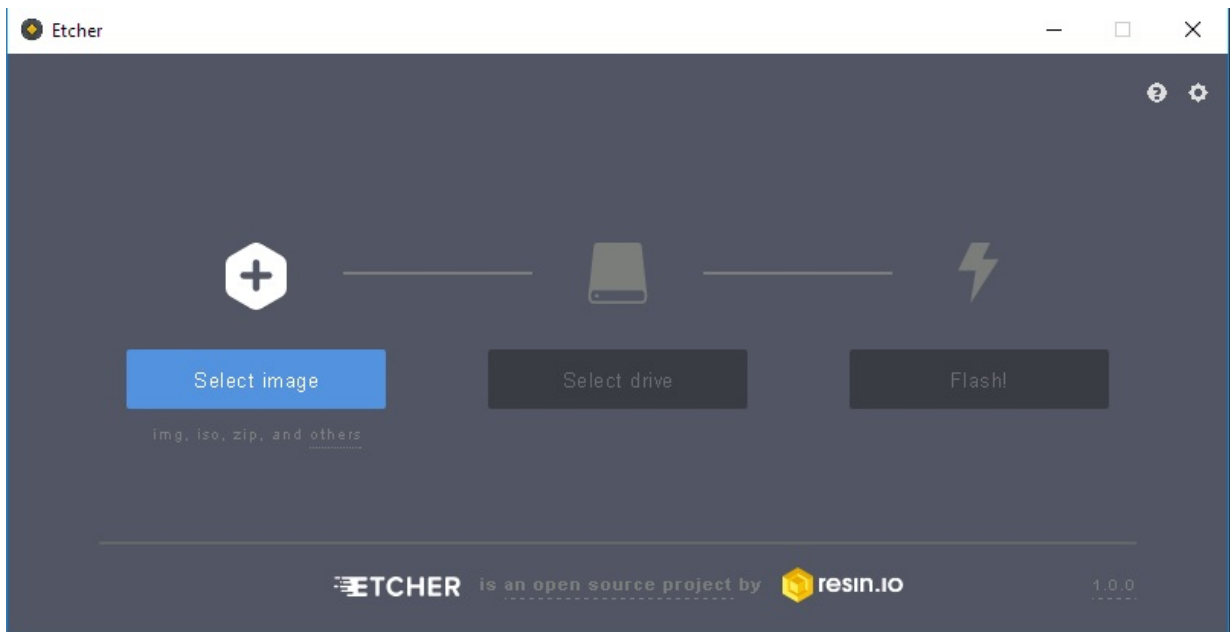 Etcher
Select image
Select drive
Flash!
img, iso, zip, and others
ETCHER is an open source project by resin.io
1.0.0